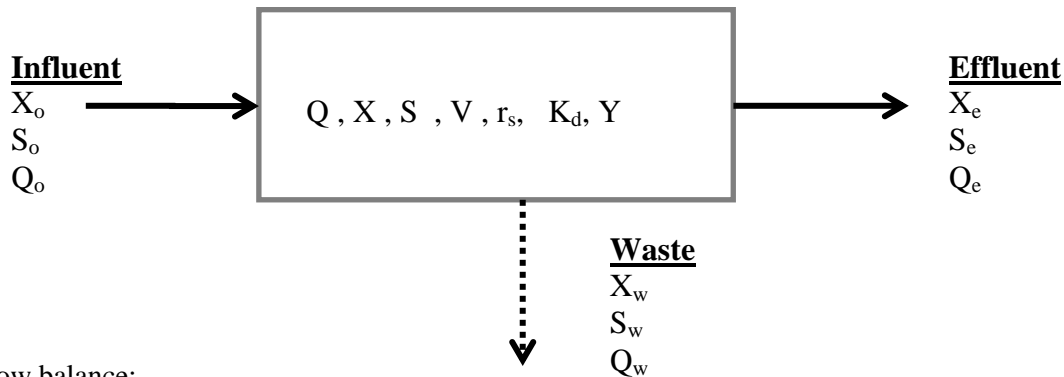 Influent
Xo
So
Qo
Q , X , S , V , rs, Kd, Y
Effluent
Xe
Se
Qe
Waste
Xw
Sw
Qw
ow balance: